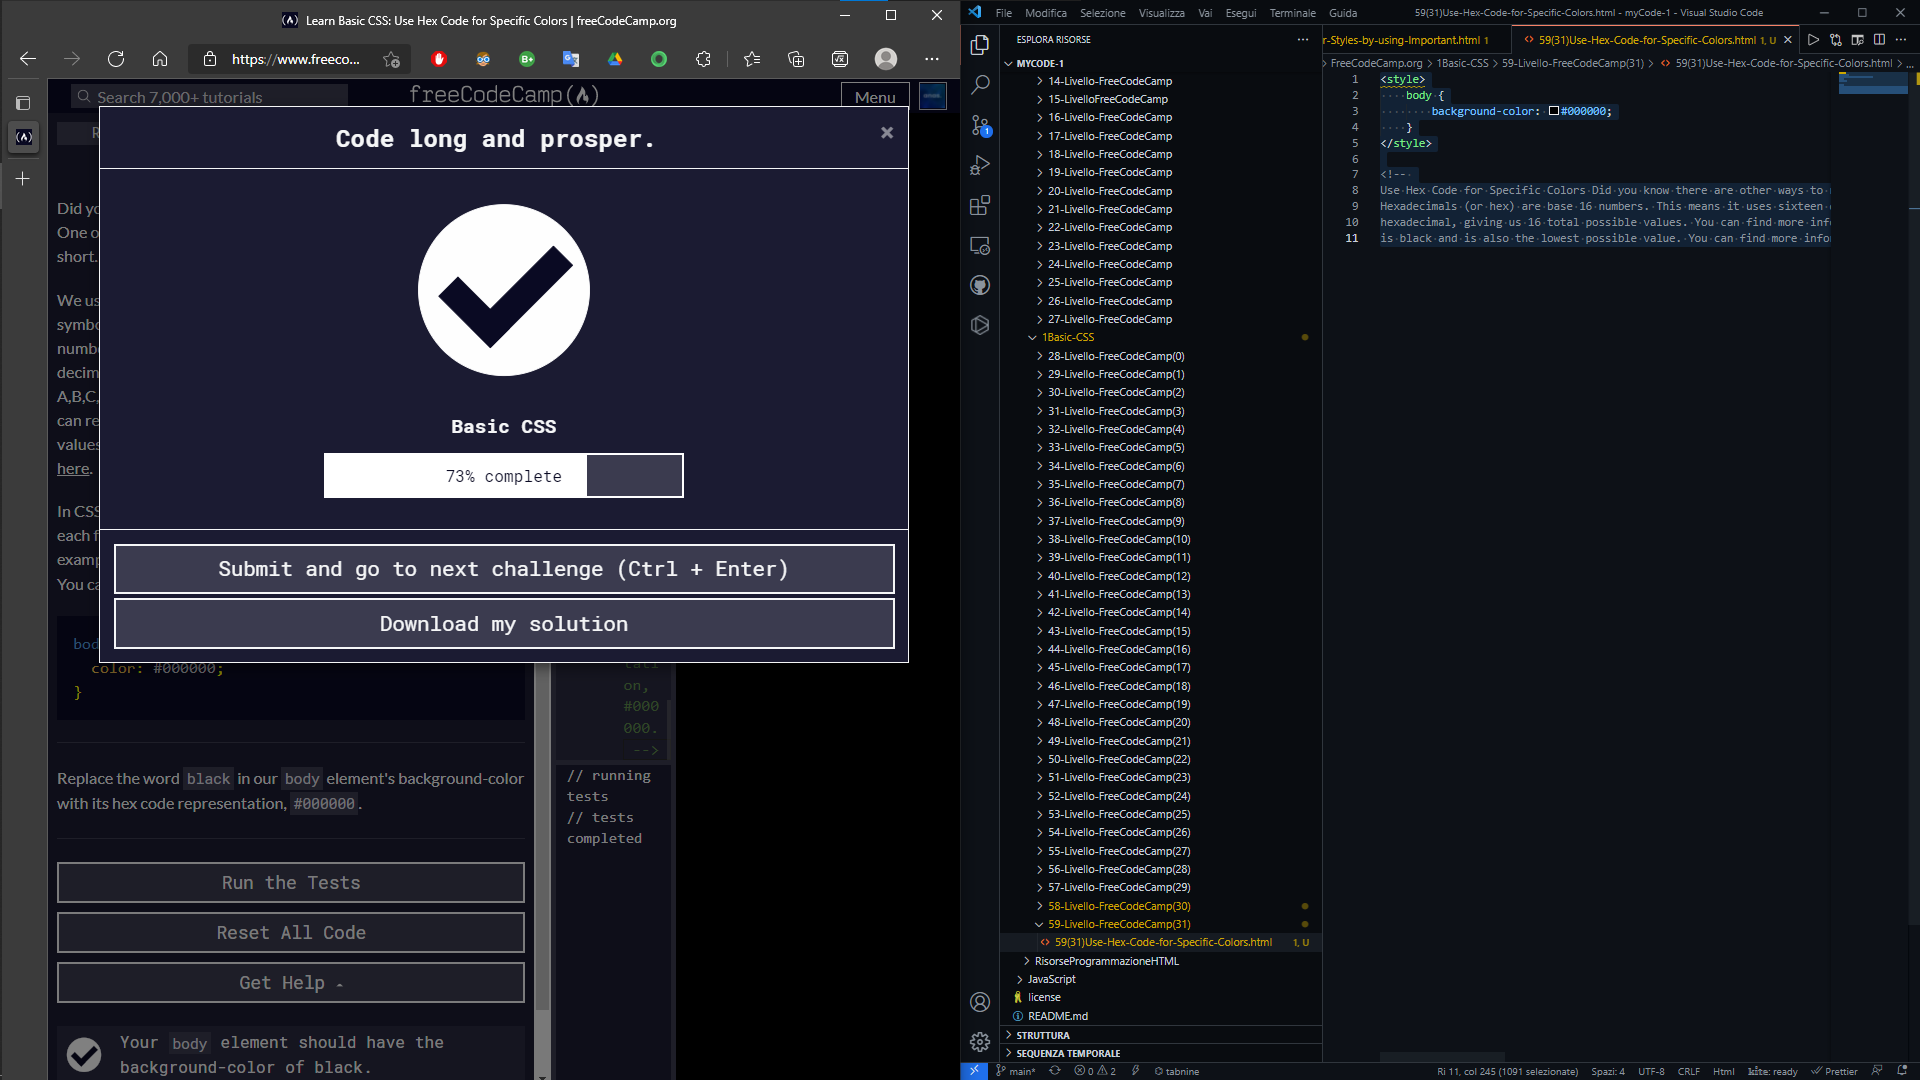 Learn Basic CSS: Use Hex Code for Specific Colors | freeCodeCamp.org
https://www.freeco...
Search 7,000+ tutorials
freeCodeCamp
Menu
Code long and prosper.
×
Basic CSS
73% complete
Submit and go to next challenge (Ctrl + Enter)
Download my solution
Did yo
One o
short.
We us
symbo
numbe
decim
A,B,C,
can re
values
here.
In CSS
each f
examp
You ca
bod
color: #000000;
}
on,
#000
000.
-->
Replace the word black in our body element's background-color
with its hex code representation, #000000.
// running
tests
// tests
completed
Run the Tests
Reset All Code
Get Help
Your body element should have the
background-color of black.
File Modifica Selezione Visualizza Vai Esegui Terminale Guida
59(31)Use-Hex-Code-for-Specific-Colors.html - myCode-1 - Visual Studio Code
ESPLORA RISORSE
MYCODE-1
14-Livello-FreeCodeCamp
15-LivelloFreeCodeCamp
16-Livello-FreeCodeCamp
17-Livello-FreeCodeCamp
18-Livello-FreeCodeCamp
19-Livello-FreeCodeCamp
20-Livello-FreeCodeCamp
21-Livello-FreeCodeCamp
22-Livello-FreeCodeCamp
23-Livello-FreeCodeCamp
24-Livello-FreeCodeCamp
25-Livello-FreeCodeCamp
26-Livello-FreeCodeCamp
27-Livello-FreeCodeCamp
1Basic-CSS
28-Livello-FreeCodeCamp(0)
29-Livello-FreeCodeCamp(1)
30-Livello-FreeCodeCamp(2)
31-Livello-FreeCodeCamp(3)
32-Livello-FreeCodeCamp(4)
33-Livello-FreeCodeCamp(5)
34-Livello-FreeCodeCamp(6)
35-Livello-FreeCodeCamp(7)
36-Livello-FreeCodeCamp(8)
37-Livello-FreeCodeCamp(9)
38-Livello-FreeCodeCamp(10)
39-Livello-FreeCodeCamp(11)
40-Livello-FreeCodeCamp(12)
41-Livello-FreeCodeCamp(13)
42-Livello-FreeCodeCamp(14)
43-Livello-FreeCodeCamp(15)
44-Livello-FreeCodeCamp(16)
45-Livello-FreeCodeCamp(17)
46-Livello-FreeCodeCamp(18)
47-Livello-FreeCodeCamp(19)
48-Livello-FreeCodeCamp(20)
49-Livello-FreeCodeCamp(21)
50-Livello-FreeCodeCamp(22)
51-Livello-FreeCodeCamp(23)
52-Livello-FreeCodeCamp(24)
53-Livello-FreeCodeCamp(25)
54-Livello-FreeCodeCamp(26)
55-Livello-FreeCodeCamp(27)
56-Livello-FreeCodeCamp(28)
57-Livello-FreeCodeCamp(29)
58-Livello-FreeCodeCamp(30)
59-Livello-FreeCodeCamp(31)
59(31)Use-Hex-Code-for-Specific-Colors.html 1, U
RisorseProgrammazioneHTML
JavaScript
license
README.md
STRUTTURA
SEQUENZA TEMPORALE
r-Styles-by-using-Important.html 1
59(31)Use-Hex-Code-for-Specific-Colors.html 1, U
FreeCodeCamp.org > 1Basic-CSS > 59-Livello-FreeCodeCamp(31) > 59(31)Use-Hex-Code-for-Specific-Colors.html > ...
1 <style>
2 body {
3 background-color: #000000;
4 }
5 </style>
6
7 <!--
8 Use Hex Code for Specific Colors Did you know there are other ways to
9 Hexadecimals (or hex) are base 16 numbers. This means it uses sixteen
10 hexadecimal, giving us 16 total possible values. You can find more inf
11 is black and is also the lowest possible value. You can find more infor
main* 0 2 tabnine
Ri 11, col 245 (1091 selezionate) Spazi: 4 UTF-8 CRLF Html kite: ready Prettier